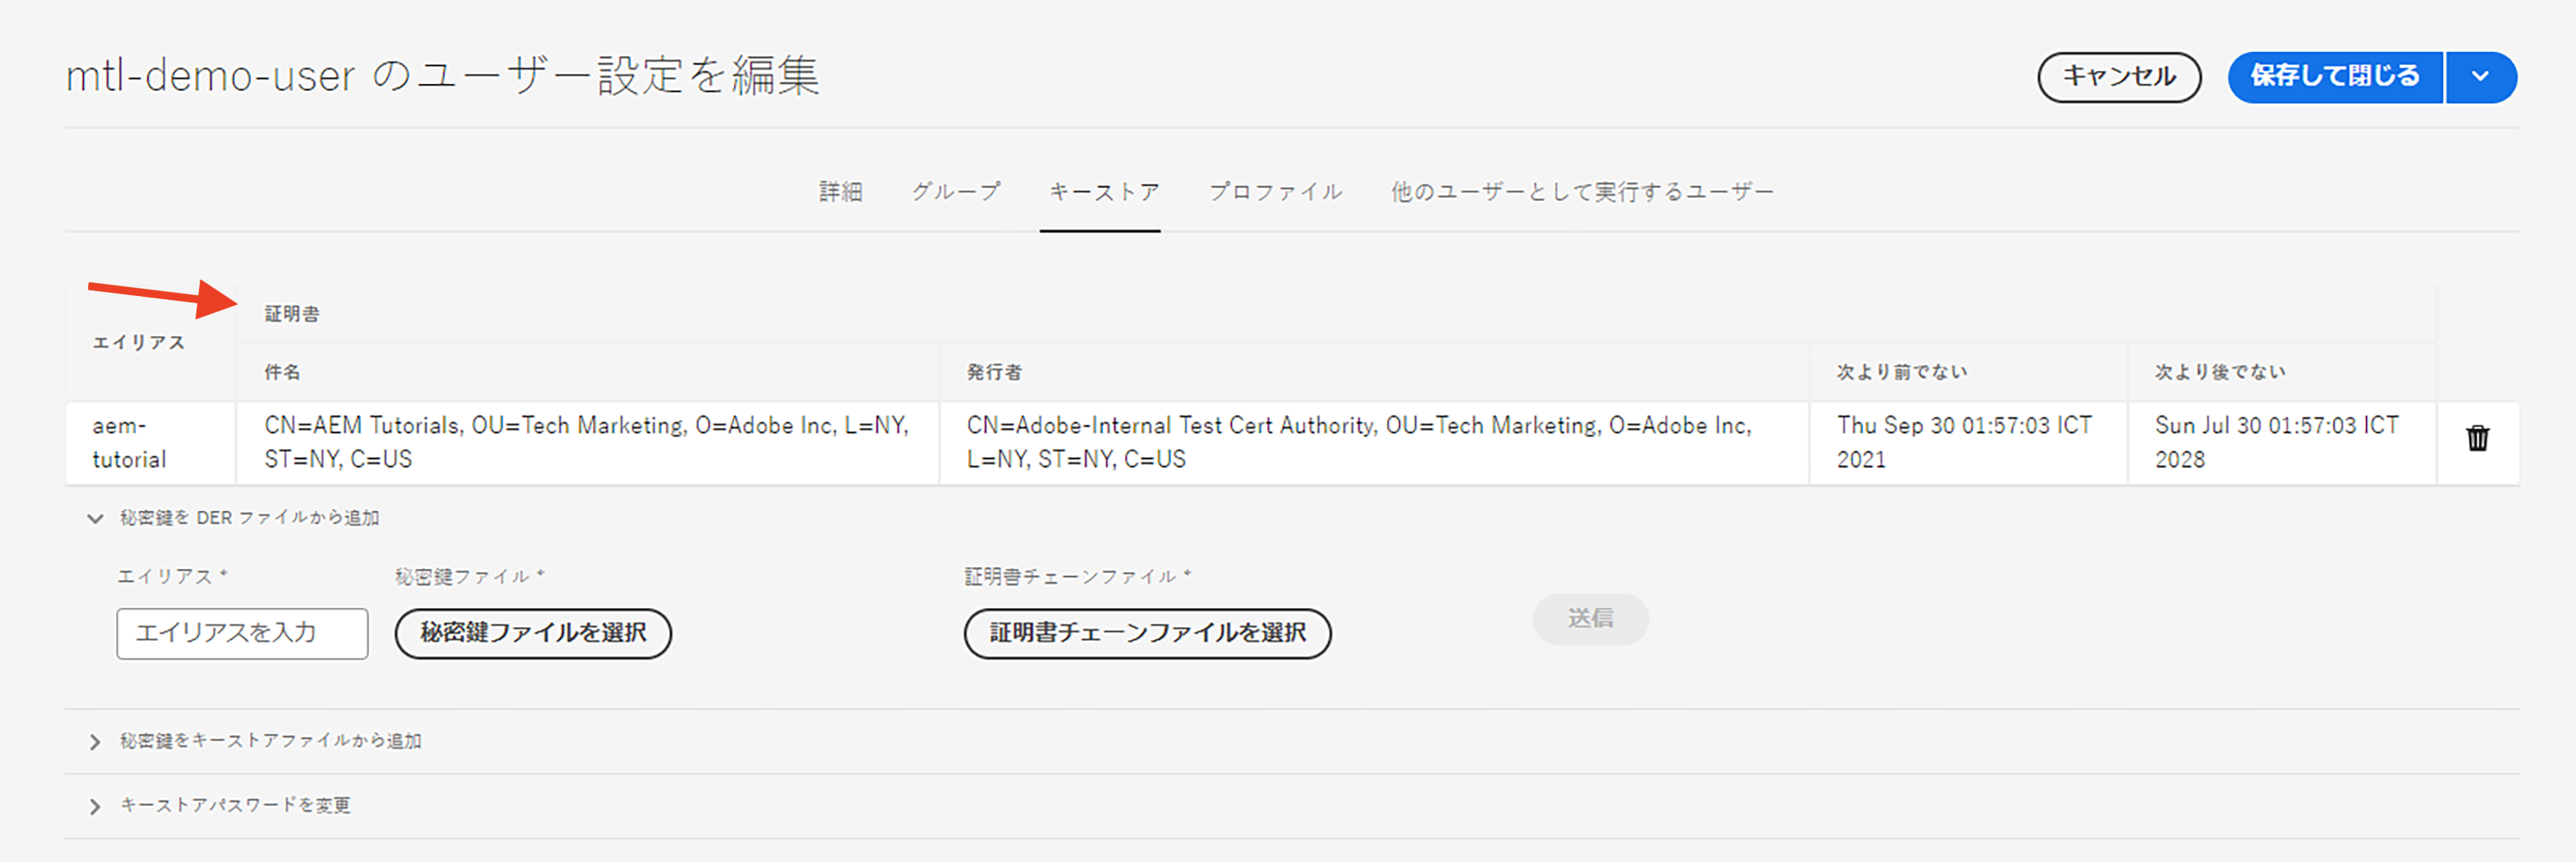 mtl-demo-user のユーザー設定を編集
キャンセル
保存して閉じる
詳細 グループ キーストア プロファイル 他のユーザーとして実行するユーザー
エイリアス
証明書
件名 発行者 次より前でない 次より後でない
aem-
tutorial
CN=AEM Tutorials, OU=Tech Marketing, O=Adobe Inc, L=NY,
ST=NY, C=US
CN=Adobe-Internal Test Cert Authority, OU=Tech Marketing, O=Adobe Inc,
L=NY, ST=NY, C=US
Thu Sep 30 01:57:03 ICT
2021
Sun Jul 30 01:57:03 ICT
2028
秘密鍵を DER ファイルから追加
エイリアス * 秘密鍵ファイル * 証明書チェーンファイル *
エイリアスを入力 秘密鍵ファイルを選択 証明書チェーンファイルを選択 送信
秘密鍵をキーストアファイルから追加
キーストアパスワードを変更